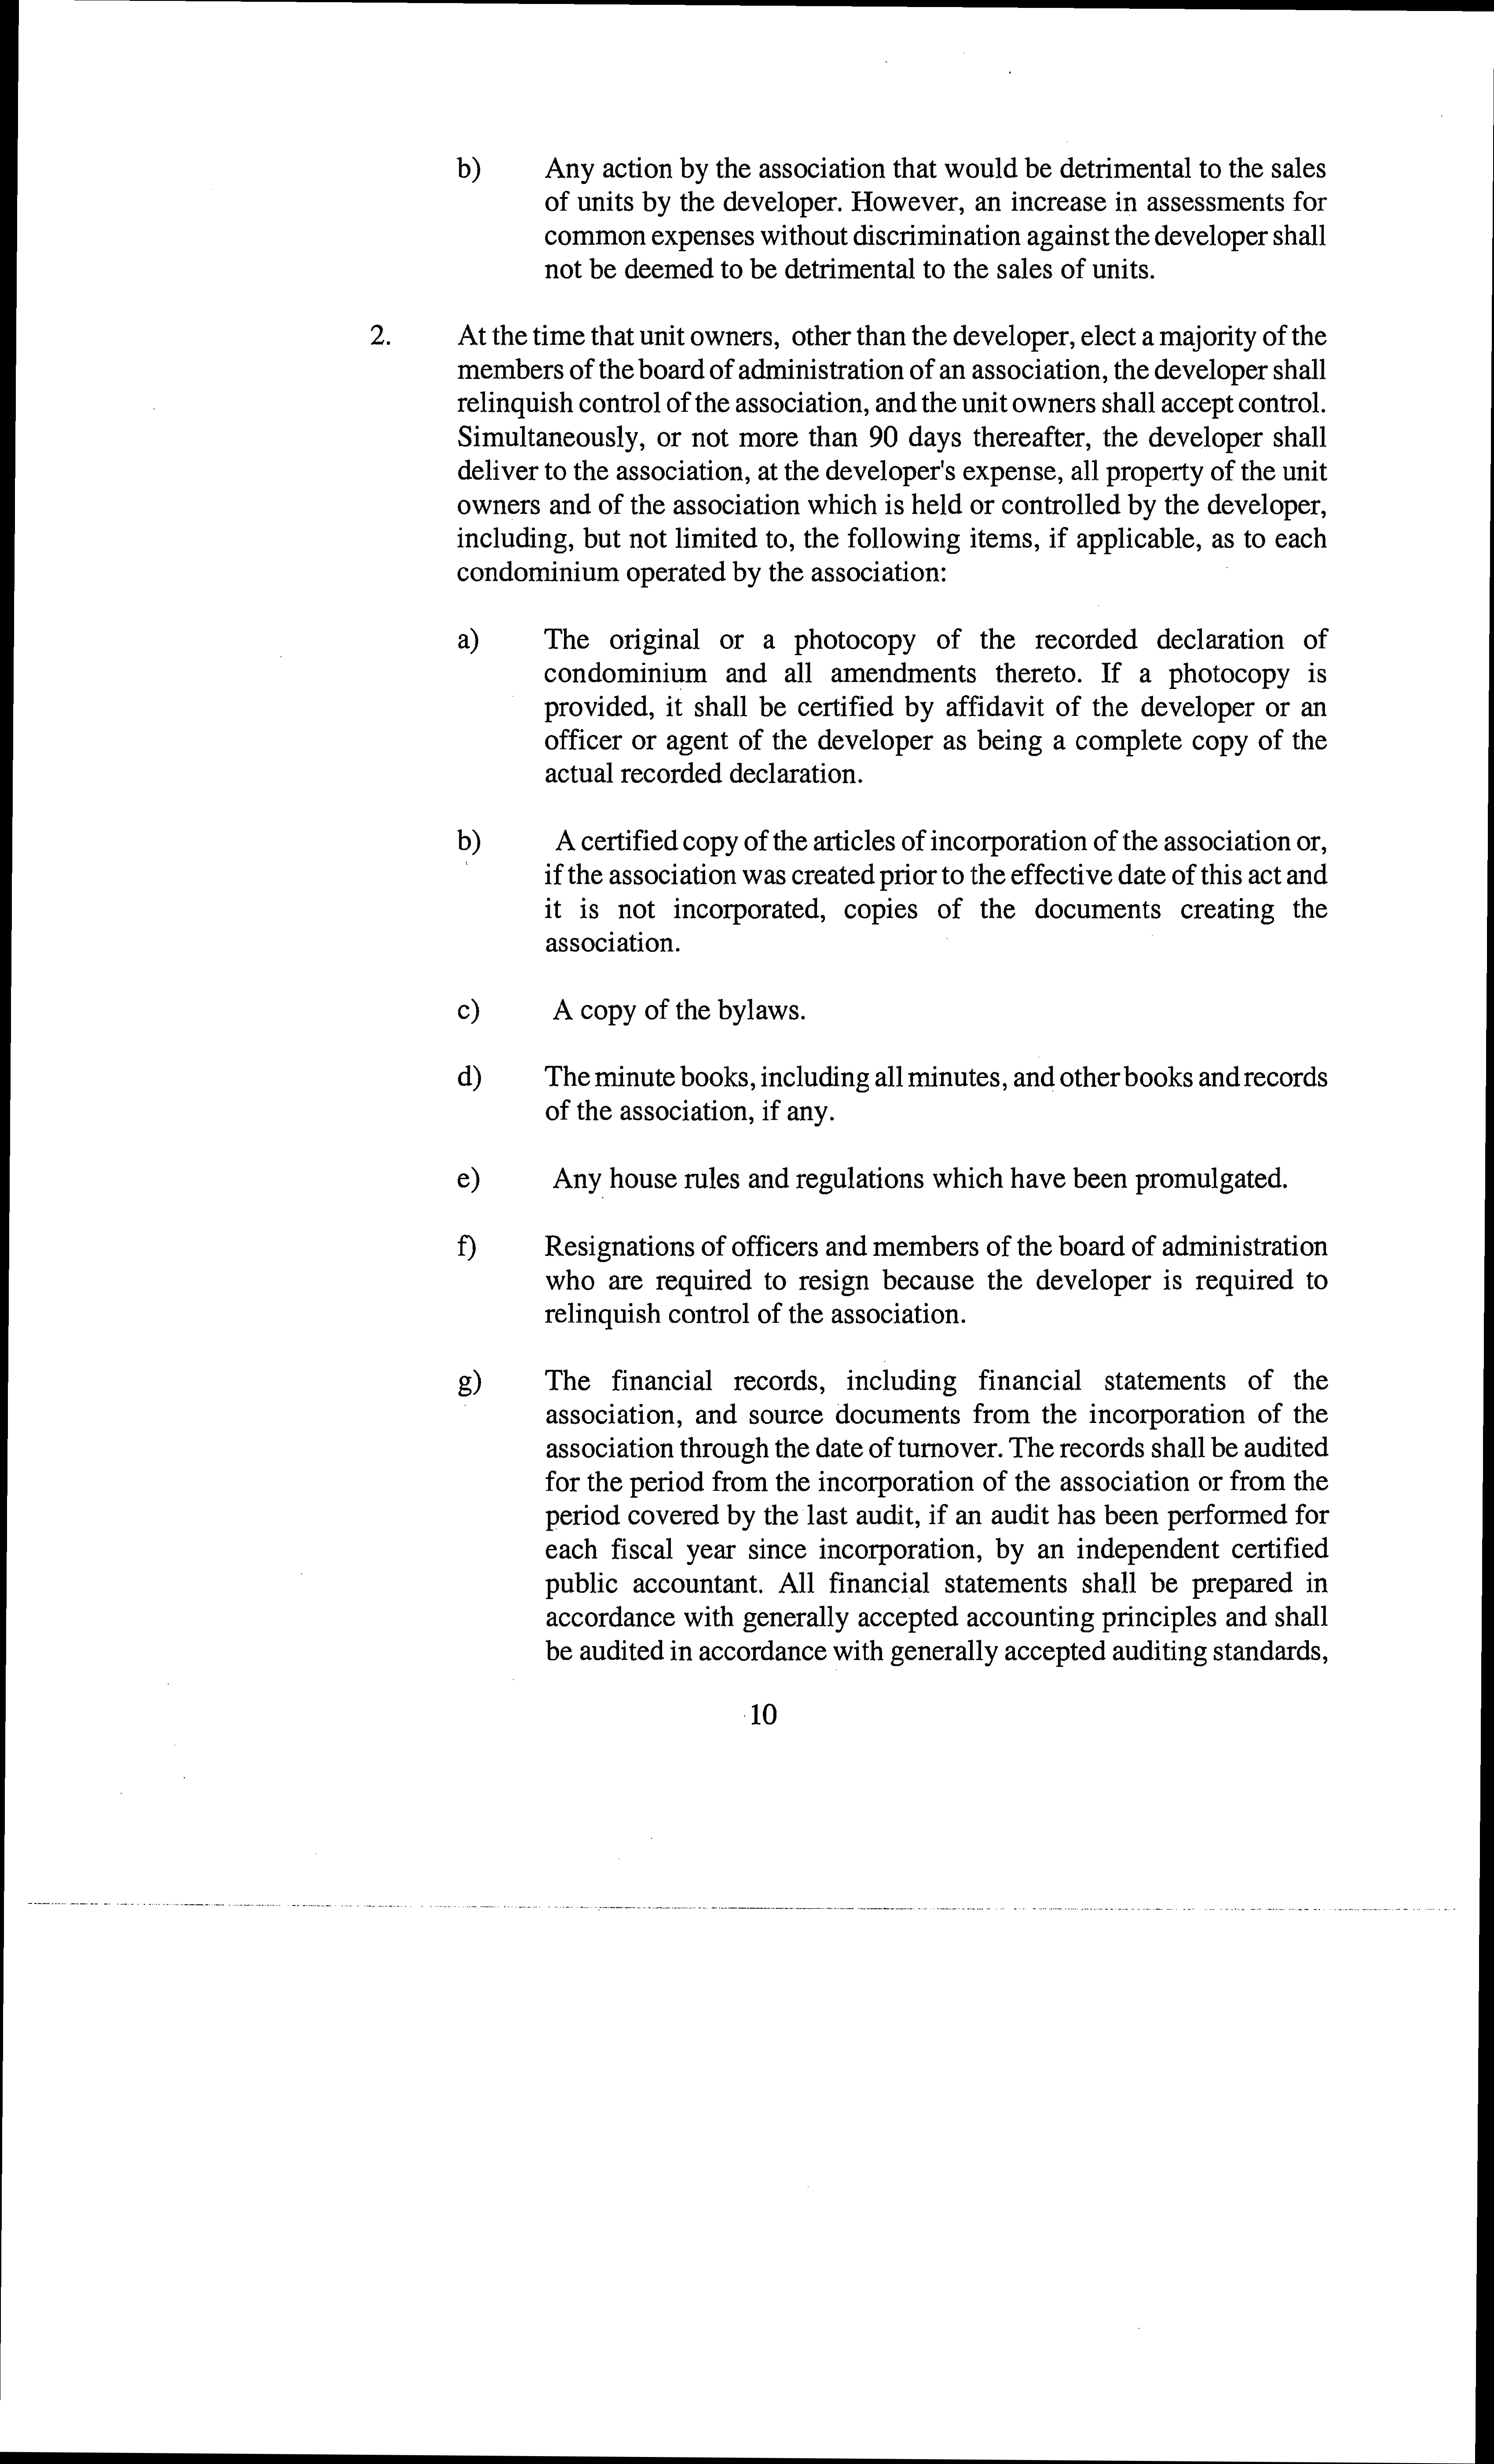 b) Any action by the association that would be detrimental to the sales
of units by the developer. However, an increase in assessments for
common expenses without discrimination against the developer shall
not be deemed to be detrimental to the sales of units.
2. At the time that unit owners, other than the developer, elect a majority of the
members of the board of administration of an association, the developer shall
relinquish control of the association, and the unit owners shall accept control.
Simultaneously, or not more than 90 days thereafter, the developer shall
deliver to the association, at the developer's expense, all property of the unit
owners and of the association which is held or controlled by the developer,
including, but not limited to, the following items, if applicable, as to each
condominium operated by the association:
a) The original or a photocopy of the recorded declaration of
condominium and all amendments thereto. If a photocopy is
provided, it shall be certified by affidavit of the developer or an
officer or agent of the developer as being a complete copy of the
actual recorded declaration.
b) A certified copy of the articles of incorporation of the association or,
if the association was created prior to the effective date of this act and
it is not incorporated, copies of the documents creating the
association.
c) A copy of the bylaws.
d) The minute books, including all minutes, and other books and records
of the association, if any.
e) Any house rules and regulations which have been promulgated.
f) Resignations of officers and members of the board of administration
who are required to resign because the developer is required to
relinquish control of the association.
g) The financial records, including financial statements of the
association, and source documents from the incorporation of the
association through the date of turnover. The records shall be audited
for the period from the incorporation of the association or from the
period covered by the last audit, if an audit has been performed for
each fiscal year since incorporation, by an independent certified
public accountant. All financial statements shall be prepared in
accordance with generally accepted accounting principles and shall
be audited in accordance with generally accepted auditing standards,
10